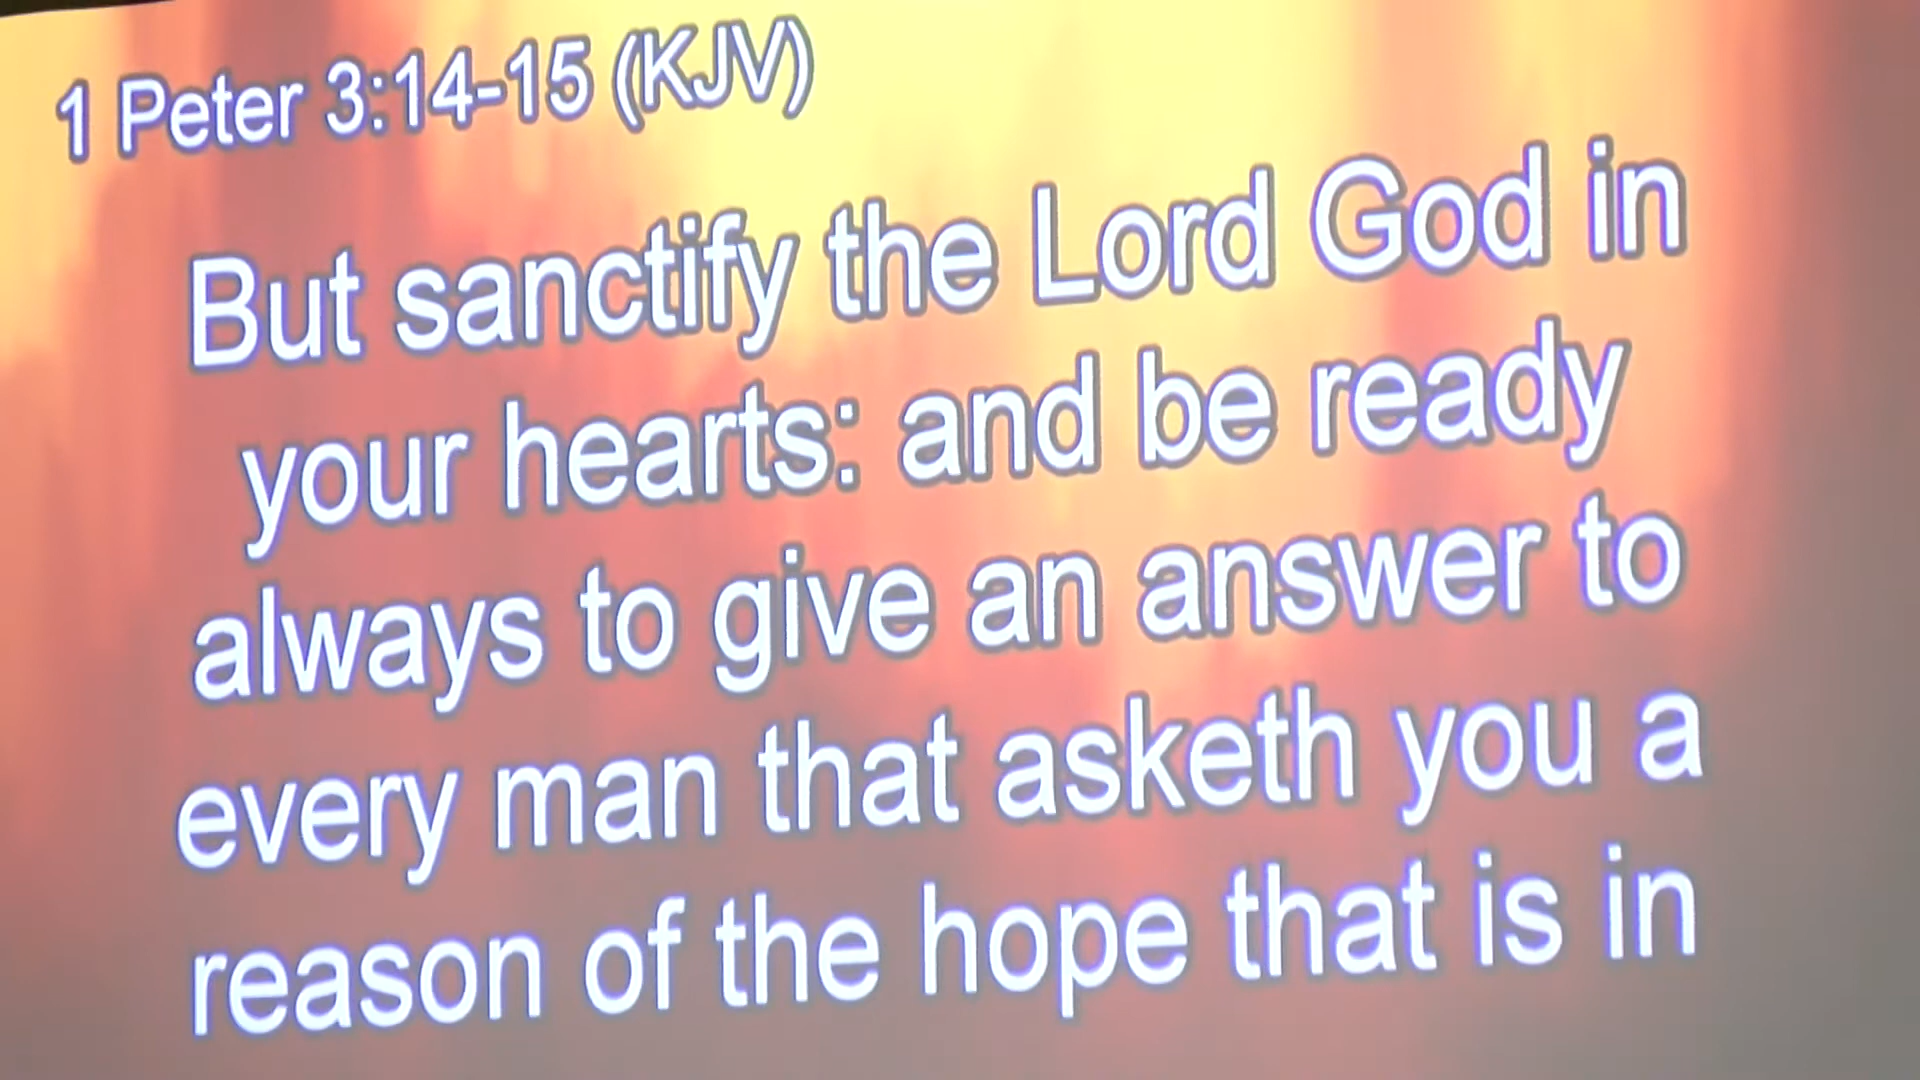 1 Peter 3:14-15 (KJV)
But sanctify the Lord God in
your hearts: and be ready
always to give an answer to
every man that asketh you a
reason of the hope that is in